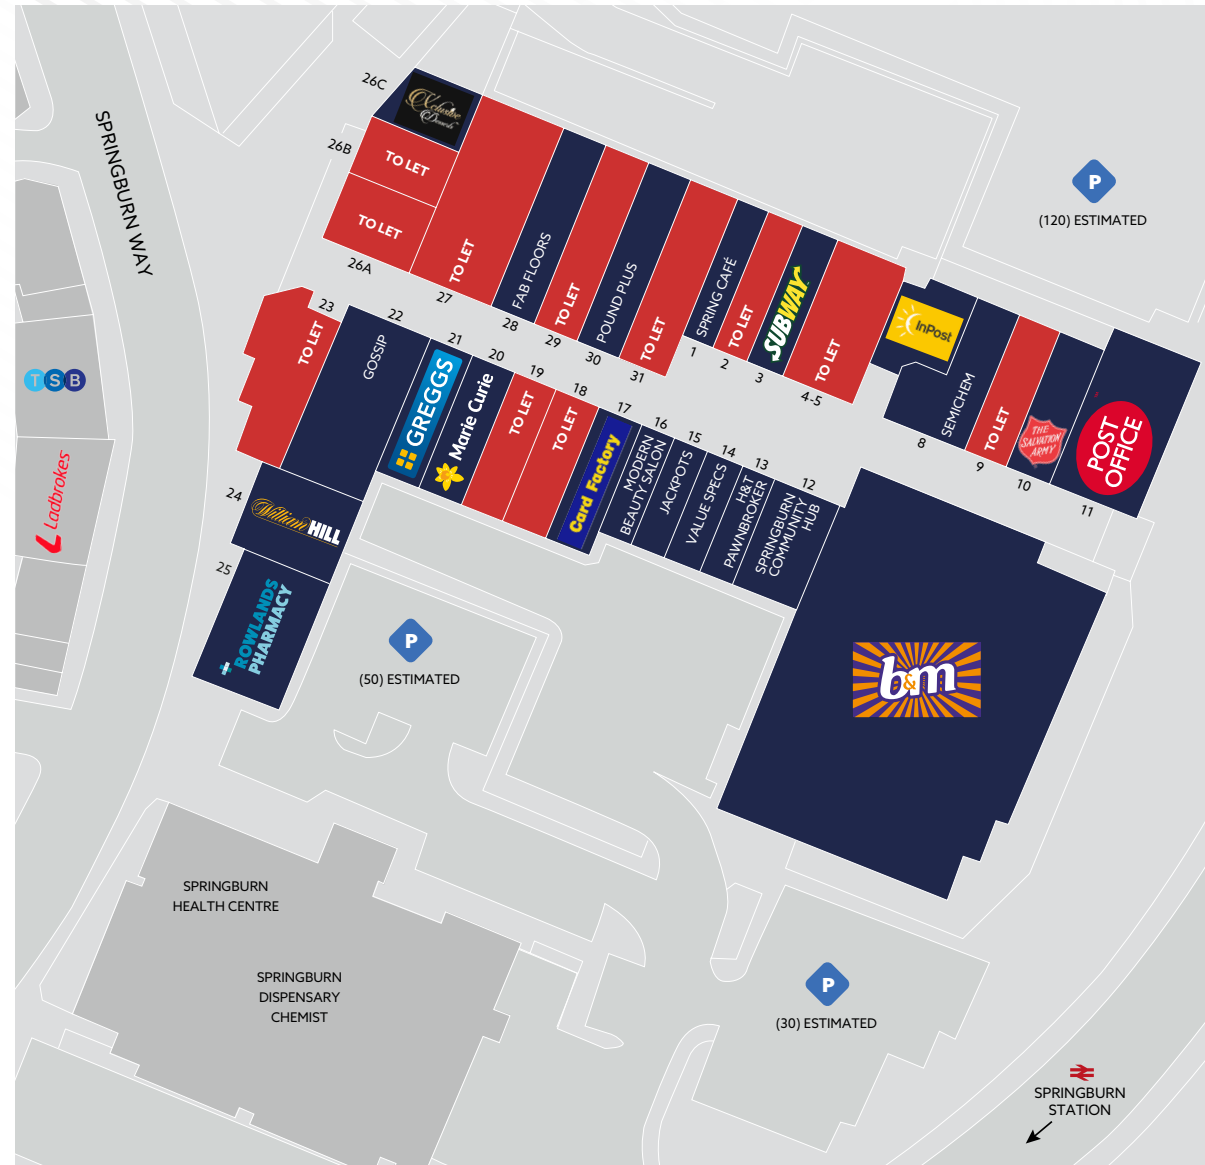 SPRINGBURN WAY
26C
Xclusive
Desserts
26B
TO LET
TO LET
26A
TO LET
27
FAB FLOORS
28
TO LET
29
POUND PLUS
30
TO LET
31
SPRING CAFÉ
1
TO LET
2
SUBWAY
3
TO LET
4-5
InPost
SEMICHEM
8
TO LET
9
THE
SALVATION
ARMY
10
POST
OFFICE
11
P
(120) ESTIMATED
23
TO LET
22
GOSSIP
21
GREGGS
20
Marie Curie
19
TO LET
18
TO LET
17
Card Factory
16
MODERN
BEAUTY SALON
15
JACKPOTS
14
VALUE SPECS
13
H&T
PAWNBROKER
12
SPRINGBURN
COMMUNITY
HUB
b&m
24
William
HILL
25
ROWLANDS
PHARMACY
TSB
Ladbrokes
P
(50) ESTIMATED
SPRINGBURN
HEALTH CENTRE
SPRINGBURN
DISPENSARY
CHEMIST
P
(30) ESTIMATED
SPRINGBURN
STATION